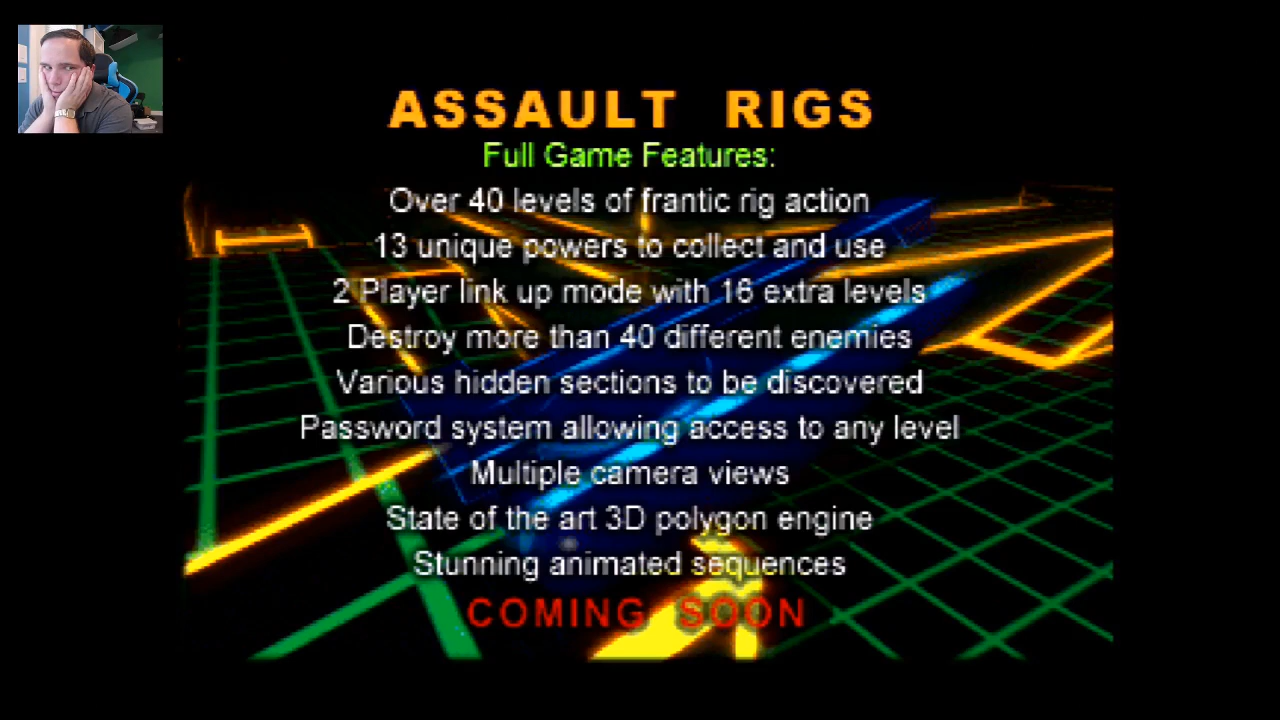 ASSAULT RIGS
Full Game Features:
Over 40 levels of frantic rig action
13 unique powers to collect and use
2 Player link up mode with 16 extra levels
Destroy more than 40 different enemies
Various hidden sections to be discovered
Password system allowing access to any level
Multiple camera views
State of the art 3D polygon engine
Stunning animated sequences
COMING SOON